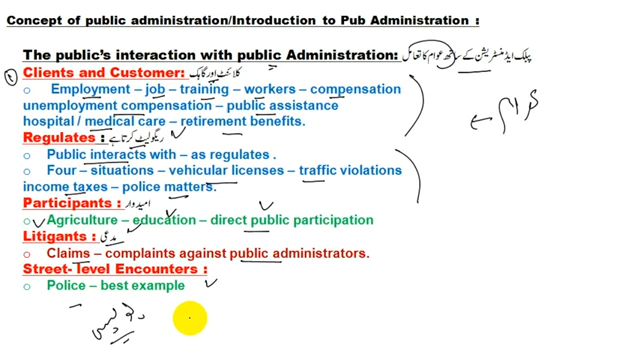 Concept of public administration/Introduction to Pub Administration :
The public's interaction with public Administration: پبلک ایڈمنسٹریشن کے ساتھ عوام کا تعامل
Clients and Customer: کلائنٹ اور گاہک
o Employment – job – training – workers – compensation
unemployment compensation – public assistance
hospital / medical care – retirement benefits.
Regulates : ریگولیٹ کرتا ہے
o Public interacts with – as regulates .
o Four – situations – vehicular licenses – traffic violations
income taxes – police matters.
Participants : امیدوار
o Agriculture – education – direct public participation
Litigants : مدعی
o Claims – complaints against public administrators.
Street-Level Encounters :
o Police – best example